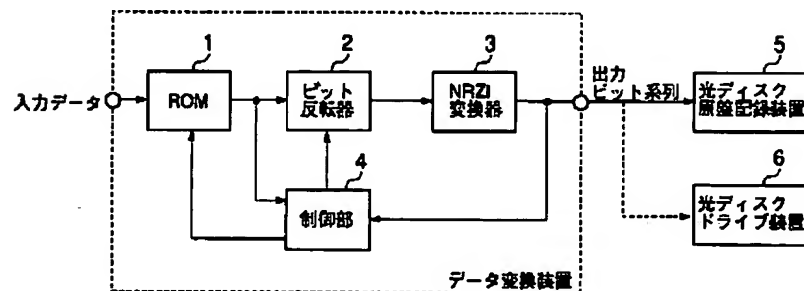 1
2
3
5
入力データ
ROM
ビット
反転器
NRZI
変換器
出力
ビット系列
光ディスク
原盤記録装置
4
制御部
6
光ディスク
ドライブ装置
データ変換装置